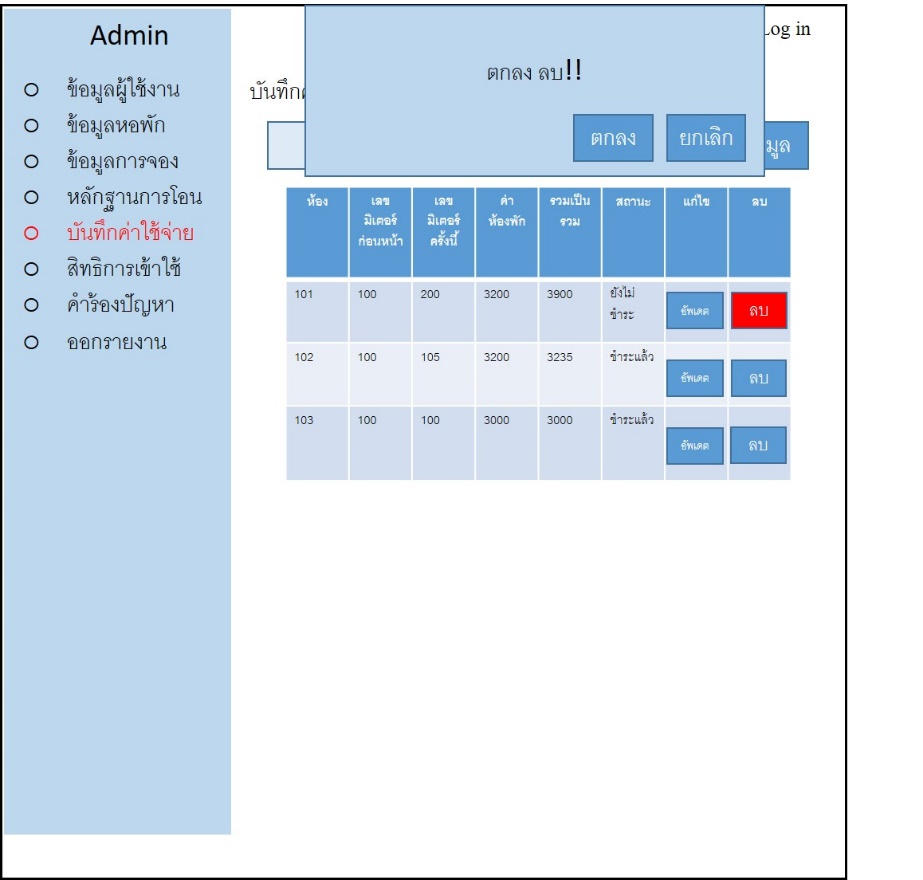 Admin
ข้อมูลผู้ใช้งาน
ข้อมูลหอพัก
ข้อมูลการจอง
หลักฐานการโอน
บันทึกค่าใช้จ่าย
สิทธิการเข้าใช้
คำร้องปัญหา
ออกรายงาน
Log in
ตกลง ลบ!!
ตกลง ยกเลิก
บันทึก
มูล
ห้อง เลข มิเตอร์ ก่อนหน้า เลข มิเตอร์ ครั้งนี้ ค่า ห้องพัก รวมเป็น รวม สถานะ แก้ไข ลบ
101 100 200 3200 3900 ยังไม่ ชำระ อัพเดต ลบ
102 100 105 3200 3235 ชำระแล้ว อัพเดต ลบ
103 100 100 3000 3000 ชำระแล้ว อัพเดต ลบ